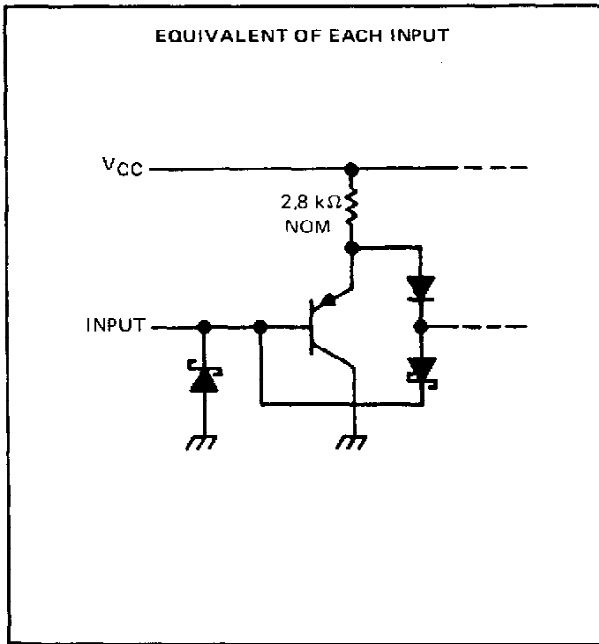 EQUIVALENT OF EACH INPUT
VCC
2,8 kΩ
NOM
INPUT